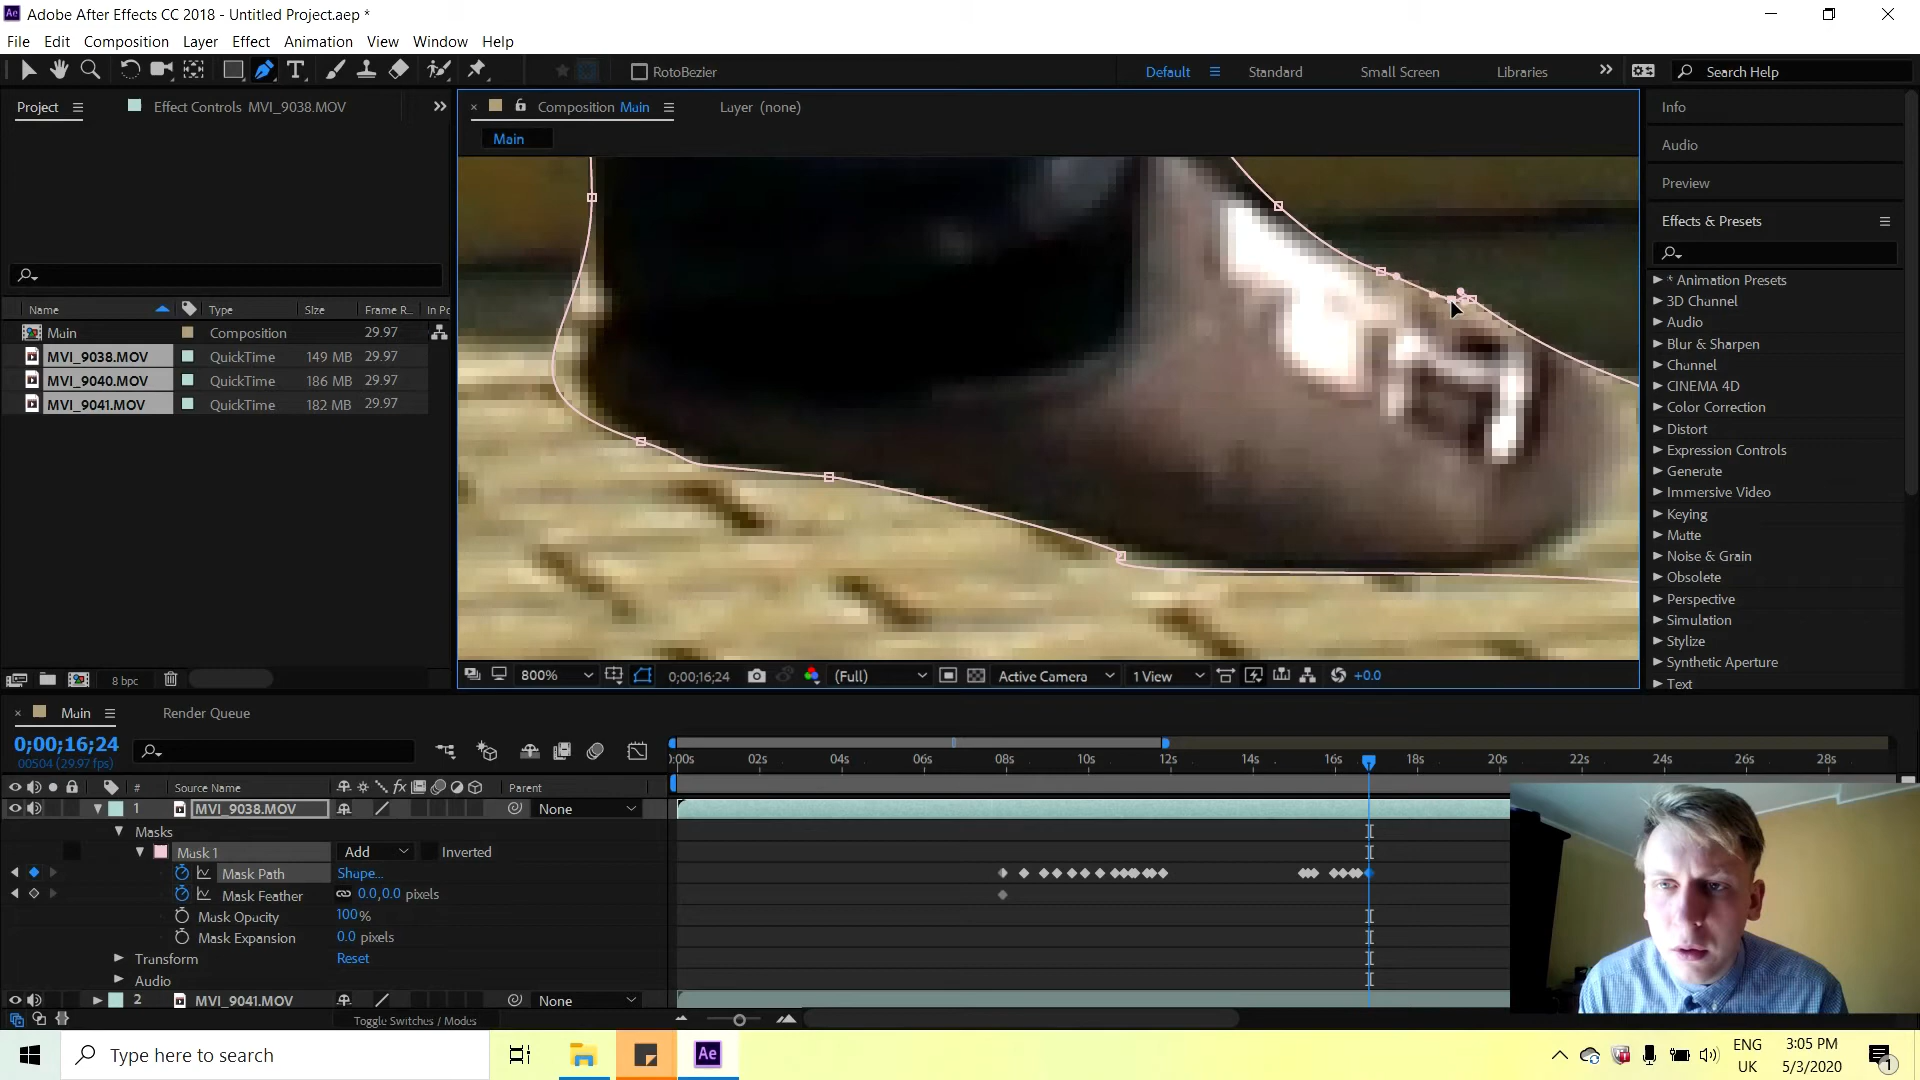 Adobe After Effects CC 2018 - Untitled Project.aep *
File Edit Composition Layer Effect Animation View Window Help
RotoBezier
Default Standard Small Screen Libraries Search Help
Project Effect Controls MVI_9038.MOV
Composition Main Layer (none)
Main
Name Type Size Frame R... In Po
Main Composition 29.97
MVI_9038.MOV QuickTime 149 MB 29.97
MVI_9040.MOV QuickTime 186 MB 29.97
MVI_9041.MOV QuickTime 182 MB 29.97
8 bpc
800% 0;00;16;24 (Full) Active Camera 1 View +0.0
Info
Audio
Preview
Effects & Presets
* Animation Presets
3D Channel
Audio
Blur & Sharpen
Channel
CINEMA 4D
Color Correction
Distort
Expression Controls
Generate
Immersive Video
Keying
Matte
Noise & Grain
Obsolete
Perspective
Simulation
Stylize
Synthetic Aperture
Text
Main Render Queue
0;00;16;24
00504 (29.97 fps)
0:00s 02s 04s 06s 08s 10s 12s 14s 16s 18s 20s 22s 24s 26s 28s
# Source Name Parent
1 MVI_9038.MOV None
Masks
Mask 1 Add Inverted
Mask Path Shape...
Mask Feather 0.0,0.0 pixels
Mask Opacity 100%
Mask Expansion 0.0 pixels
Transform Reset
Audio
2 MVI_9041.MOV None
Toggle Switches / Modes
Type here to search
Ae
ENG
UK
3:05 PM
5/3/2020
1